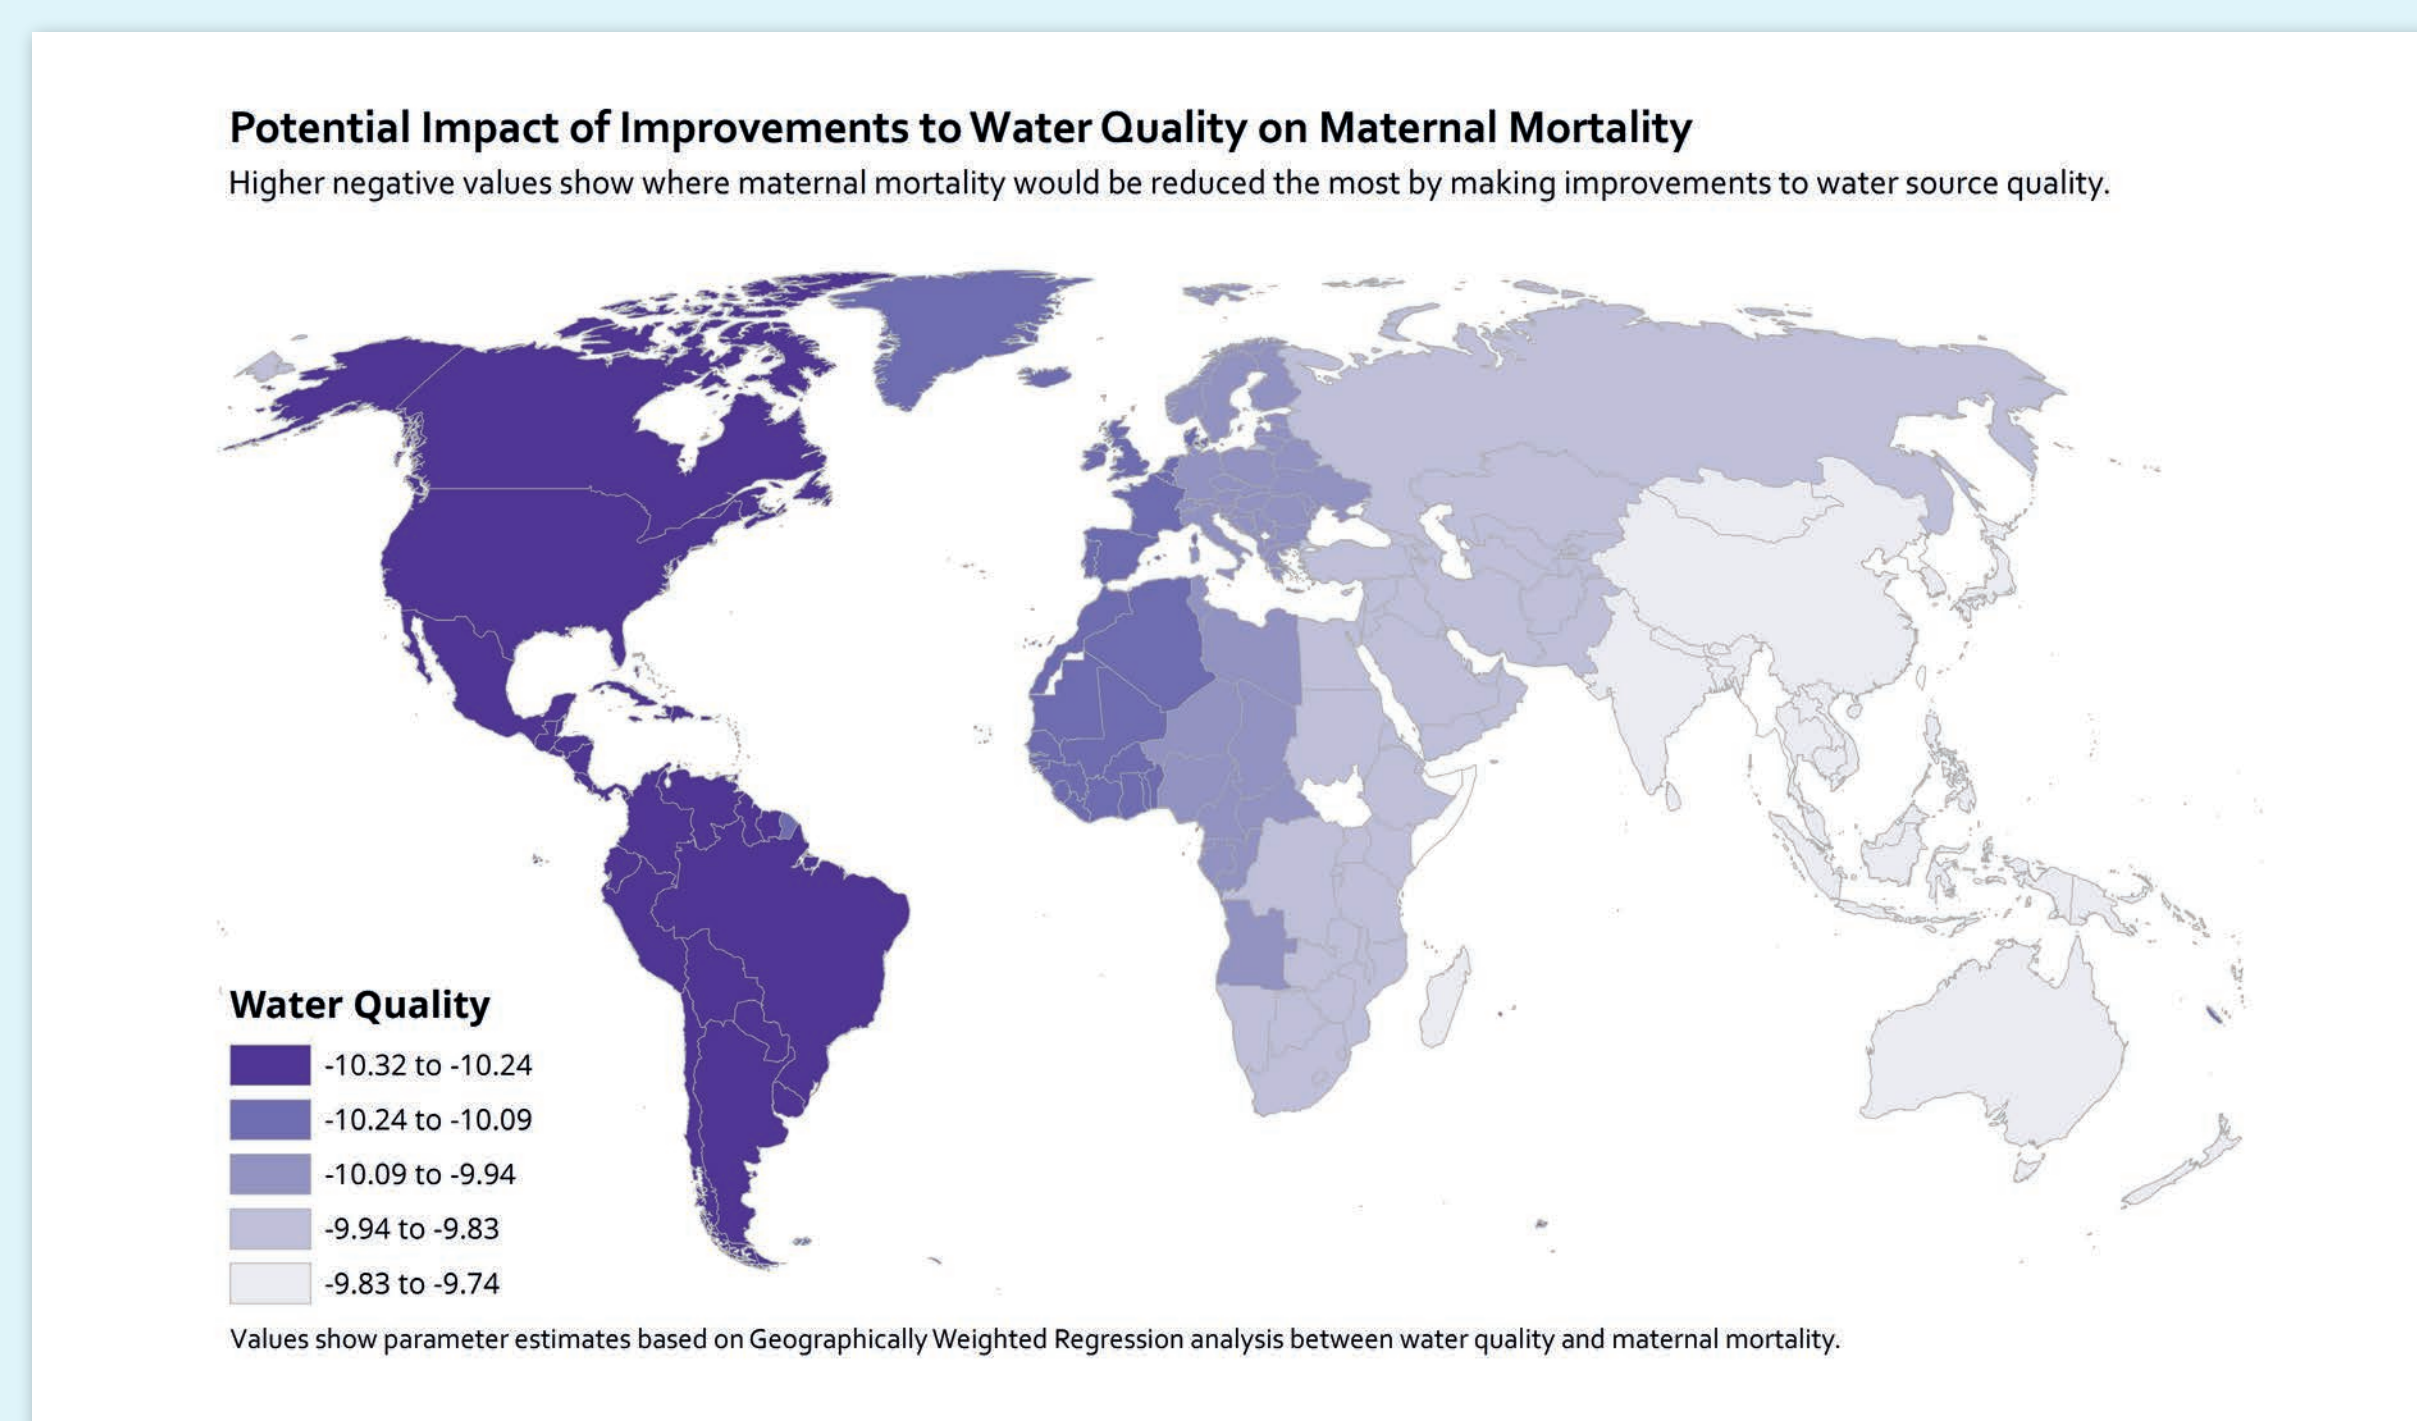 Potential Impact of Improvements to Water Quality on Maternal Mortality
Higher negative values show where maternal mortality would be reduced the most by making improvements to water source quality.
Water Quality
-10.32 to -10.24
-10.24 to -10.09
-10.09 to -9.94
-9.94 to -9.83
-9.83 to -9.74
Values show parameter estimates based on Geographically Weighted Regression analysis between water quality and maternal mortality.